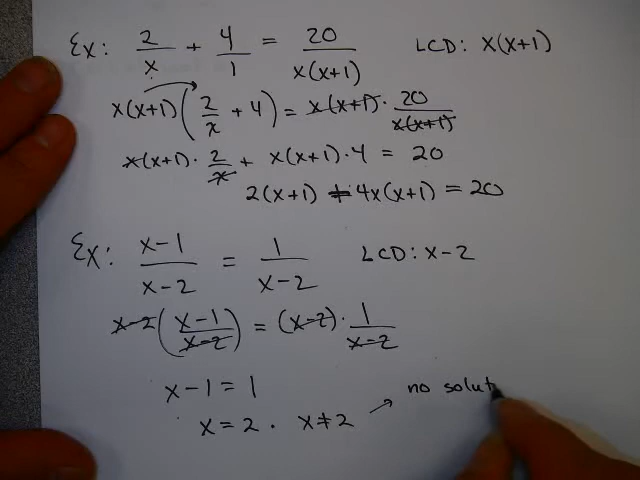 Ex: 2/x + 4/1 = 20/x(x+1) LCD: x(x+1)
x(x+1)(2/x + 4) = x(x+1) · 20/x(x+1)
x(x+1) · 2/x + x(x+1) · 4 = 20
2(x+1) + 4x(x+1) = 20
Ex: x-1/x-2 = 1/x-2 LCD: x-2
x-2(x-1/x-2) = (x-2) · 1/x-2
x-1 = 1
x = 2 . x≠2 → no solut